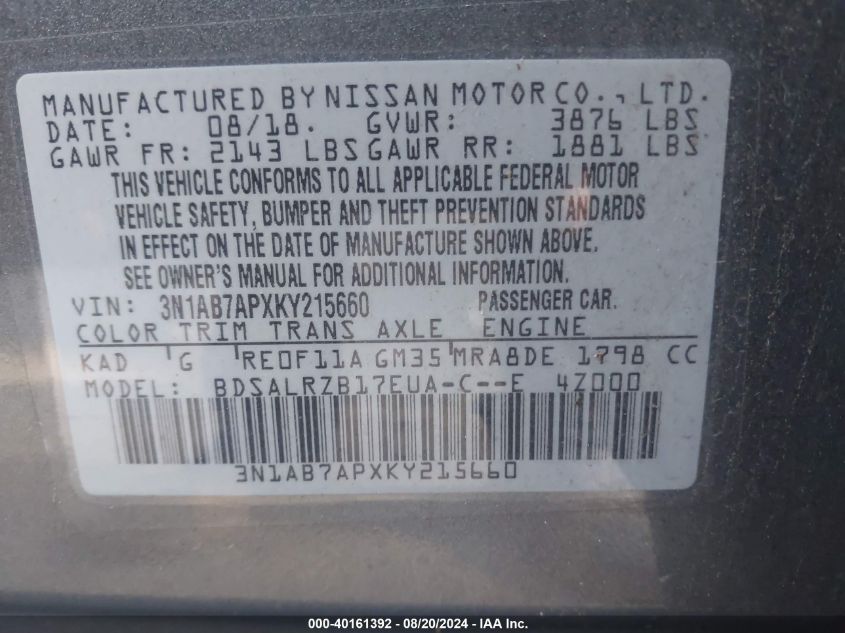 MANUFACTURED BY NISSAN MOTOR CO., LTD.
DATE: 08/18. GVWR: 3876 LBS
GAWR FR: 2143 LBS GAWR RR: 1881 LBS
THIS VEHICLE CONFORMS TO ALL APPLICABLE FEDERAL MOTOR
VEHICLE SAFETY, BUMPER AND THEFT PREVENTION STANDARDS
IN EFFECT ON THE DATE OF MANUFACTURE SHOWN ABOVE.
SEE OWNER'S MANUAL FOR ADDITIONAL INFORMATION.
VIN: 3N1AB7APXKY215660 PASSENGER CAR.
COLOR TRIM TRANS AXLE ENGINE
KAD G RE0F11A GM35 MRA8DE 1798 CC
MODEL: BDSALRZB17EUA-C--E 4Z000
3N1AB7APXKY215660
000-40161392 - 08/20/2024 - IAA Inc.